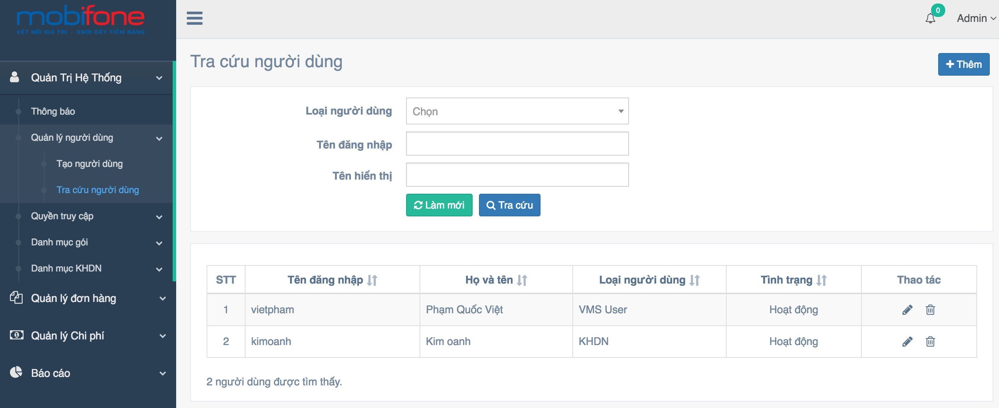 mobifone
KẾT NỐI GIÁ TRỊ - KHƠI DẬY TIỀM NĂNG
Quản Trị Hệ Thống
Thông báo
Quản lý người dùng
Tạo người dùng
Tra cứu người dùng
Quyền truy cập
Danh mục gói
Danh mục KHDN
Quản lý đơn hàng
Quản lý Chi phí
Báo cáo
0
Admin
Tra cứu người dùng
Thêm
Loại người dùng
Chọn
Tên đăng nhập
Tên hiển thị
Làm mới Tra cứu
STT Tên đăng nhập Họ và tên Loại người dùng Tình trạng Thao tác
1 vietpham Phạm Quốc Việt VMS User Hoạt động
2 kimoanh Kim oanh KHDN Hoạt động
2 người dùng được tìm thấy.